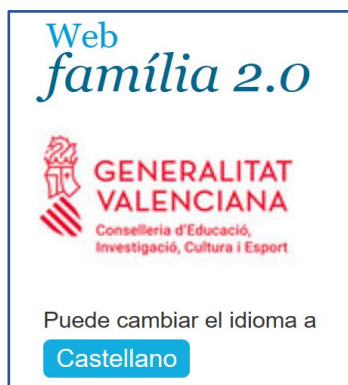 Web
família 2.0
GENERALITAT
VALENCIANA
Conselleria d'Educació,
Investigació, Cultura i Esport
Puede cambiar el idioma a
Castellano